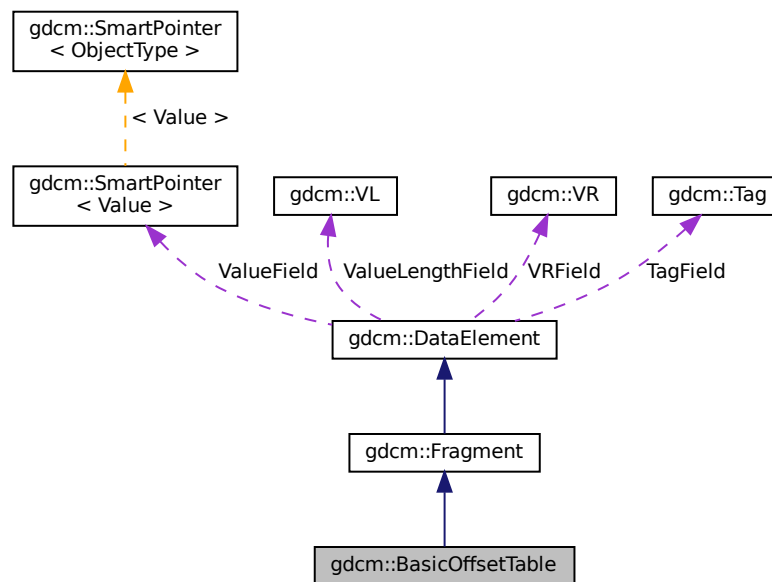 gdcm::SmartPointer
< ObjectType >
< Value >
gdcm::SmartPointer
< Value >
gdcm::VL
gdcm::VR
gdcm::Tag
ValueField
ValueLengthField
VRField
TagField
gdcm::DataElement
gdcm::Fragment
gdcm::BasicOffsetTable